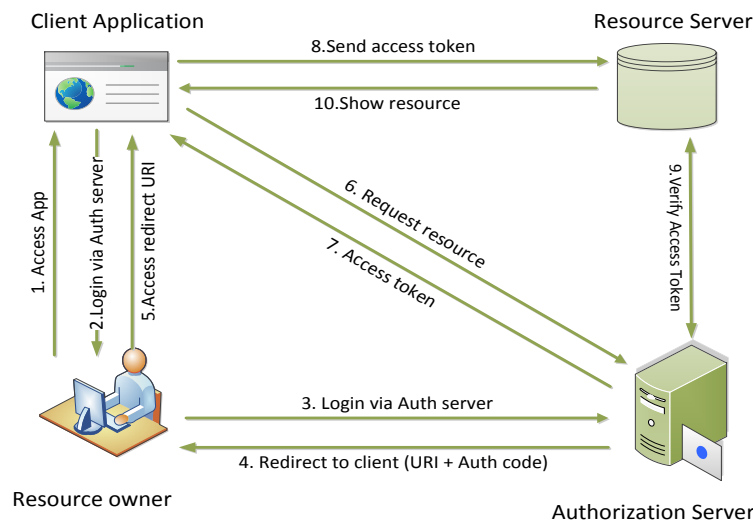 Client Application
Resource Server
8.Send access token
10.Show resource
1. Access App
2.Login via Auth server
5.Access redirect URI
6. Request resource
7. Access token
9.Verify Access
Token
3. Login via Auth server
4. Redirect to client (URI + Auth code)
Resource owner
Authorization Server